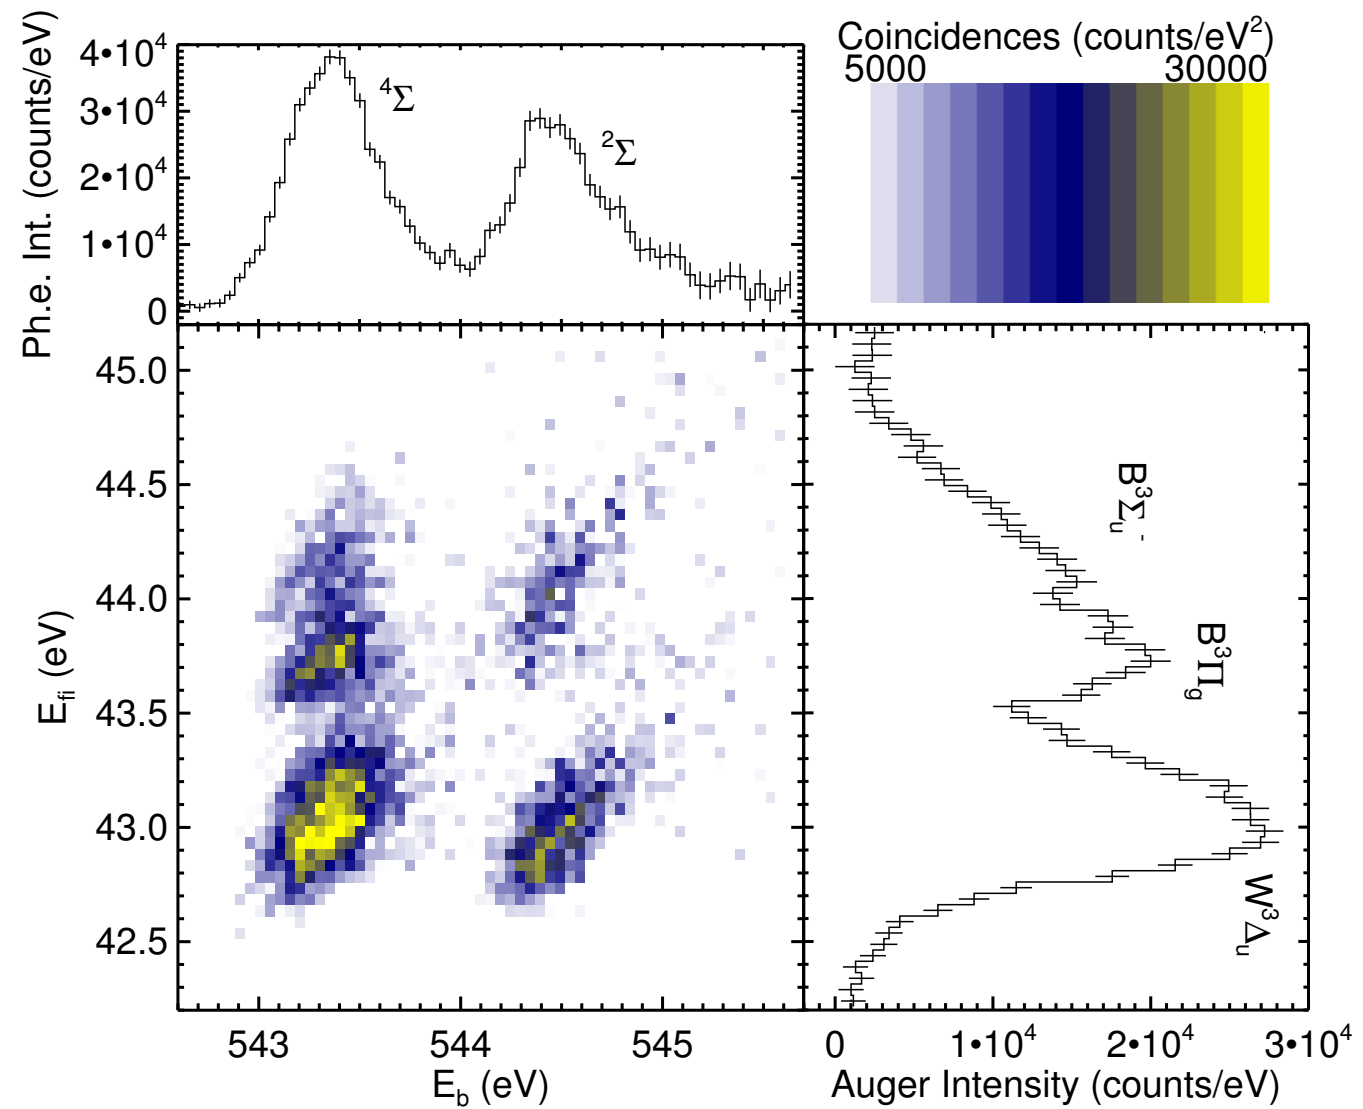 Ph.e. Int. (counts/eV)
4•10⁴
3•10⁴
2•10⁴
1•10⁴
0
⁴Σ
²Σ
Coincidences (counts/eV²)
5000 30000
E_fi (eV)
45.0
44.5
44.0
43.5
43.0
42.5
543 544 545
E_b (eV)
B³Σ_u⁻
B³Π_g
W³Δ_u
0 1•10⁴ 2•10⁴ 3•10⁴
Auger Intensity (counts/eV)